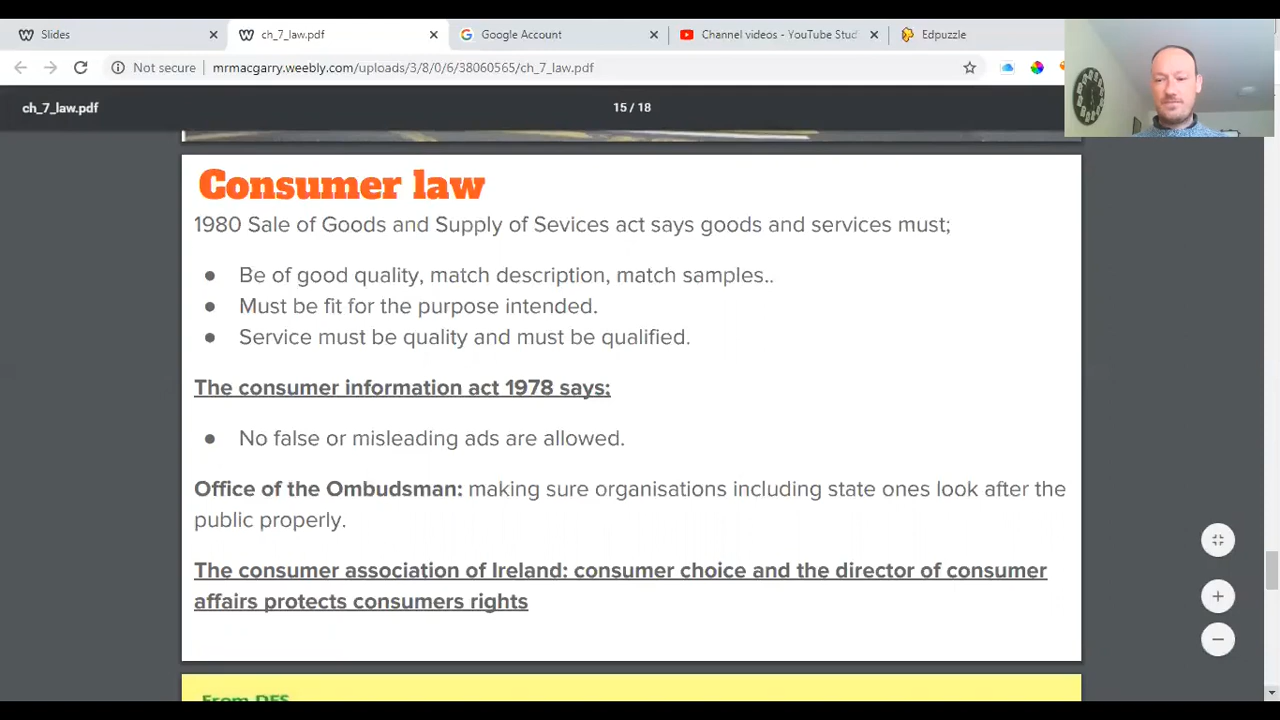 Slides
ch_7_law.pdf
Google Account
Channel videos - YouTube Stud
Edpuzzle
Not secure
mrmacgarry.weebly.com/uploads/3/8/0/6/38060565/ch_7_law.pdf
ch_7_law.pdf
15 / 18
Consumer law
1980 Sale of Goods and Supply of Sevices act says goods and services must;
● Be of good quality, match description, match samples..
● Must be fit for the purpose intended.
● Service must be quality and must be qualified.
The consumer information act 1978 says;
● No false or misleading ads are allowed.
Office of the Ombudsman: making sure organisations including state ones look after the
public properly.
The consumer association of Ireland: consumer choice and the director of consumer
affairs protects consumers rights
From DES